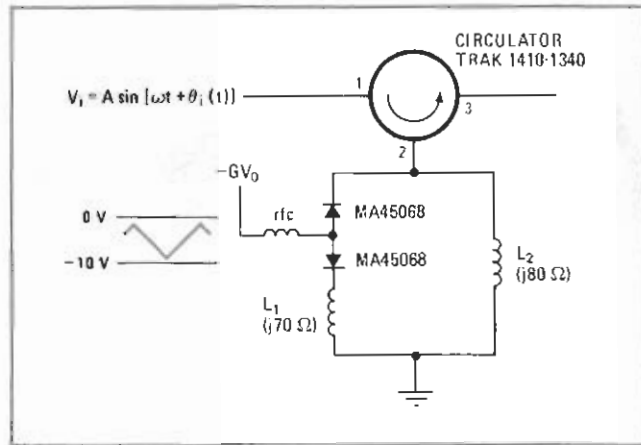 CIRCULATOR
TRAK 1410-1340
V₁ = A sin [ωt + θᵢ (t)]
1
3
2
−GV₀
rfc
MA45068
0 V
−10 V
MA45068
L₂
(j80 Ω)
L₁
(j70 Ω)